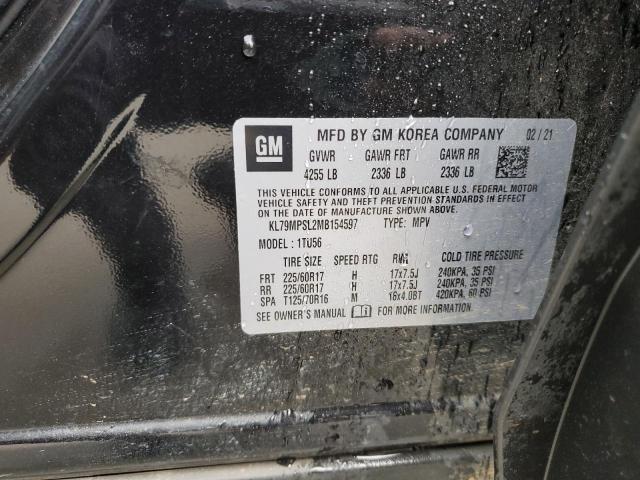 GM MFD BY GM KOREA COMPANY 02 / 21
GVWR GAWR FRT GAWR RR
4255 LB 2336 LB 2336 LB
THIS VEHICLE CONFORMS TO ALL APPLICABLE U.S. FEDERAL MOTOR
VEHICLE SAFETY AND THEFT PREVENTION STANDARDS IN EFFECT
ON THE DATE OF MANUFACTURE SHOWN ABOVE.
KL79MPSL2MB154597 TYPE: MPV
MODEL : 1TU56
TIRE SIZE SPEED RTG RIM COLD TIRE PRESSURE
FRT 225/60R17 H 17x7.5J 240KPA, 35 PSI
RR 225/60R17 H 17x7.5J 240KPA, 35 PSI
SPA T125/70R16 M 16x4.0BT 420KPA, 60 PSI
SEE OWNER'S MANUAL FOR MORE INFORMATION.